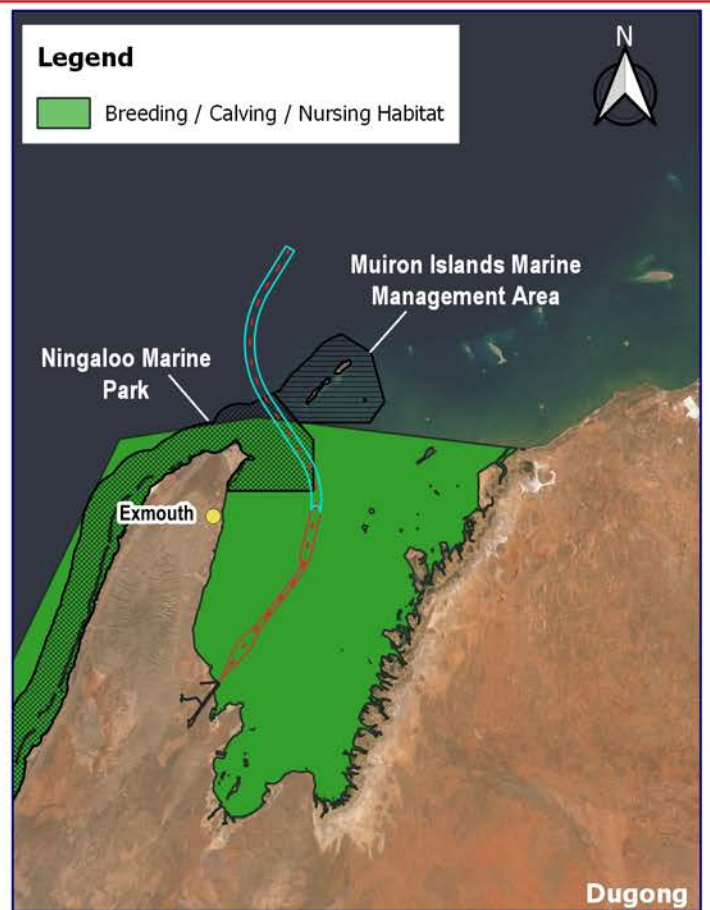 Legend
Breeding / Calving / Nursing Habitat
N
Muiron Islands Marine
Management Area
Ningaloo Marine
Park
Exmouth
Dugong